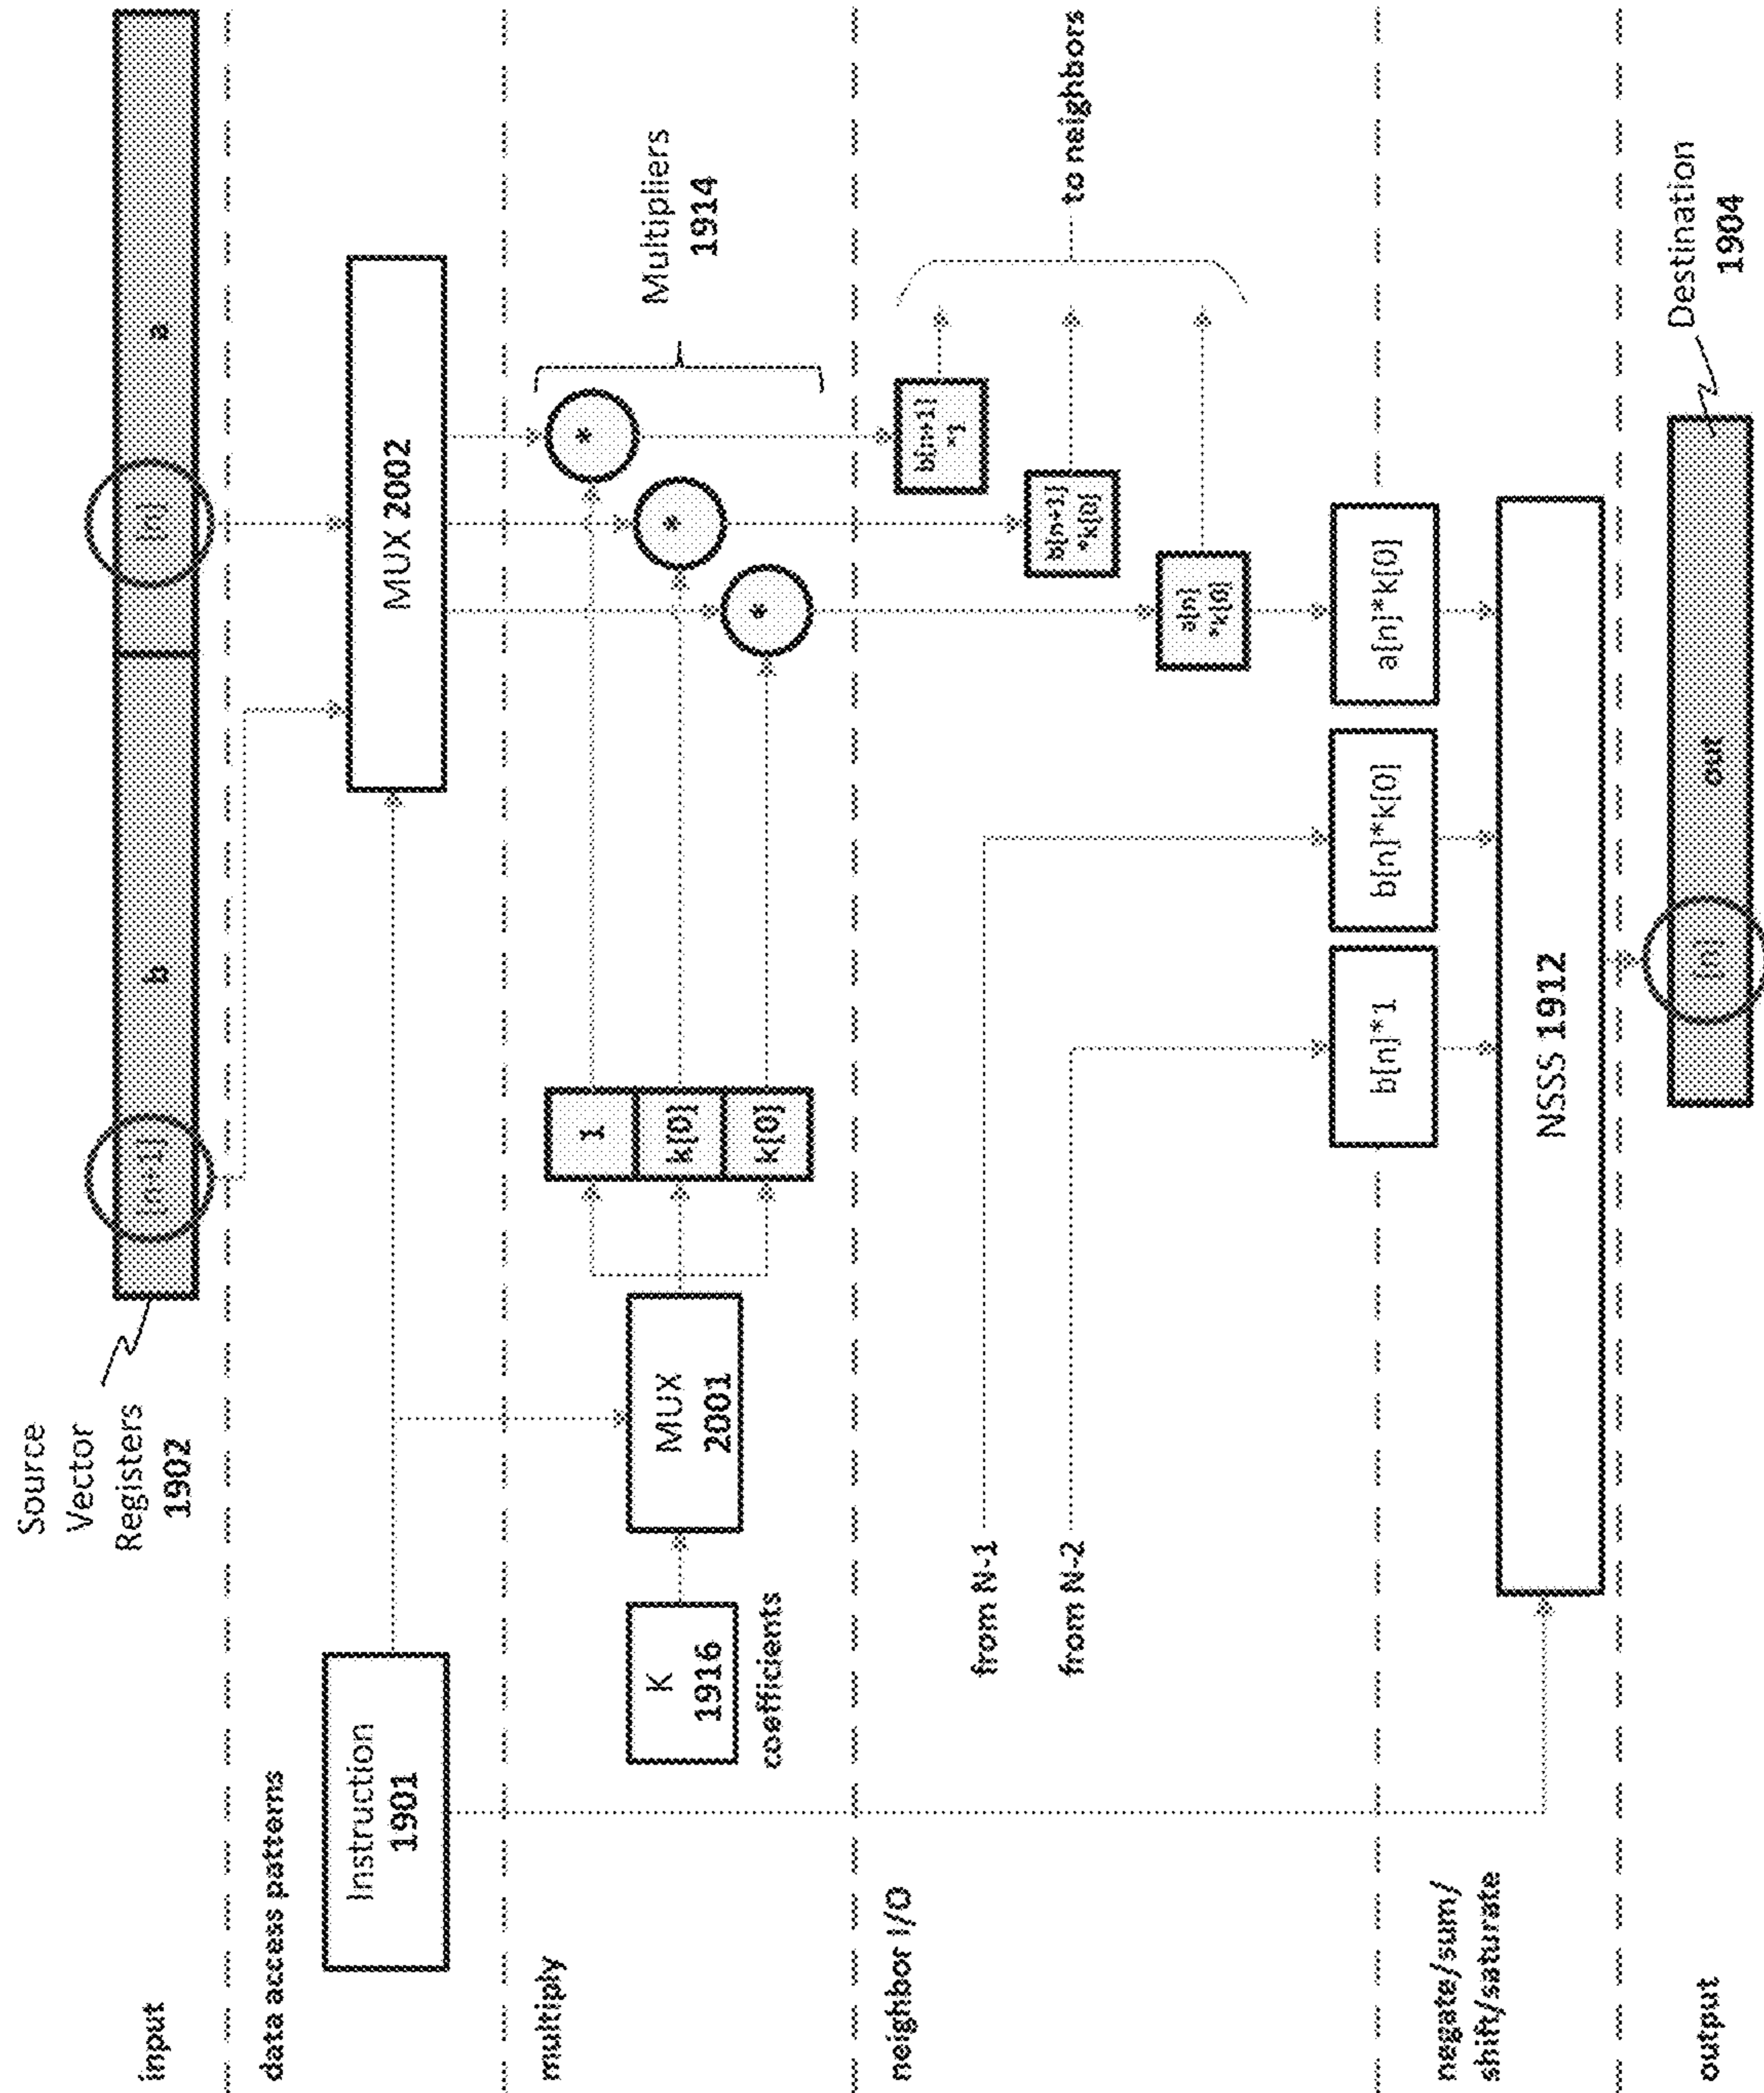 Source
Vector
Registers
1902
input
[n+1]
b
[n]
a
data access patterns
Instruction
1901
MUX 2002
multiply
K
1916
coefficients
MUX
2001
1
k[0]
k[0]
*
*
*
Multipliers
1914
neighbor I/O
from N-1
from N-2
b[n+1]
*1
b[n+1]
*k[0]
a[n]
*k[0]
to neighbors
negate/sum/
shift/saturate
b[n]*1
b[n]*k[0]
a[n]*k[0]
NSSS 1912
output
[n]
out
Destination
1904